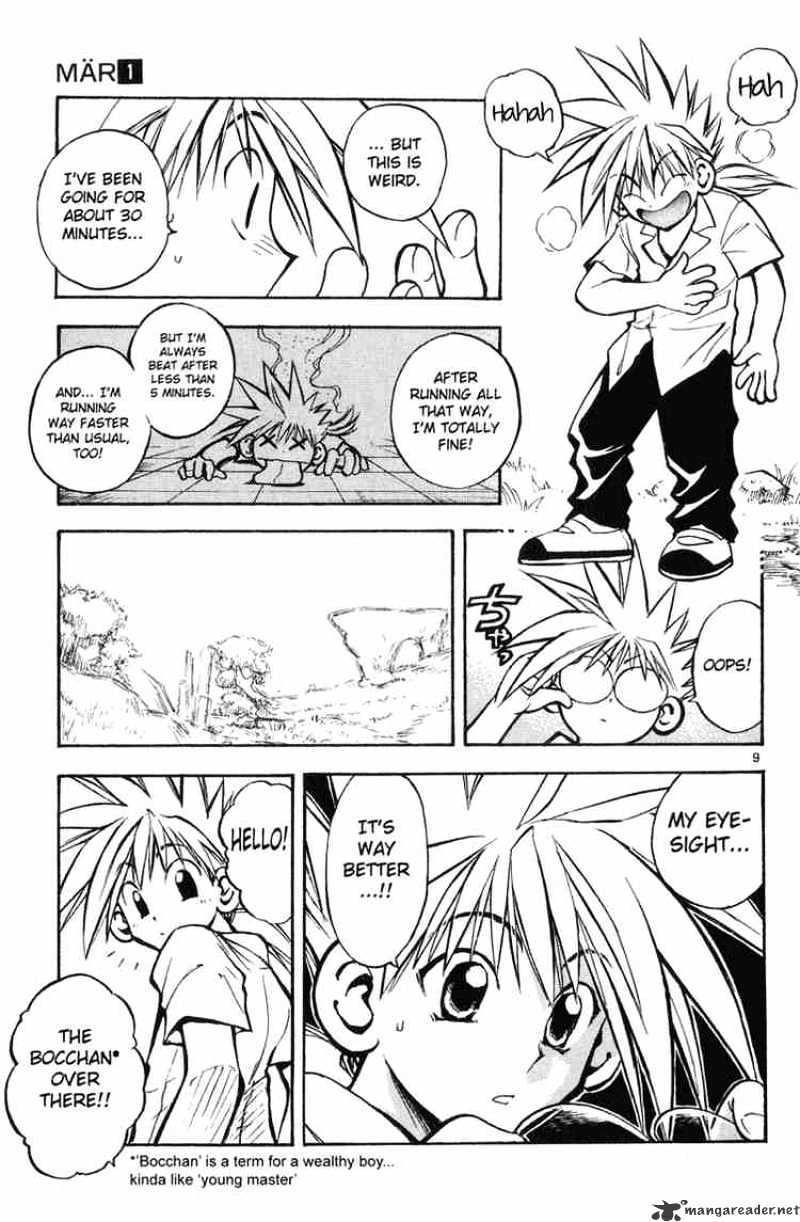 MÄR 1
Hah
Hahah
... BUT
THIS IS
WEIRD.
I'VE BEEN
GOING FOR
ABOUT 30
MINUTES...
AFTER
RUNNING ALL
THAT WAY,
I'M TOTALLY
FINE!
BUT I'M
ALWAYS
BEAT AFTER
LESS THAN
5 MINUTES.
AND... I'M
RUNNING
WAY FASTER
THAN USUAL,
TOO!
OOPS!
ちゃっ
9
MY EYE-
SIGHT...
IT'S
WAY
BETTER
...!!
HELLO!
THE
BOCCHAN*
OVER
THERE!!
*'Bocchan' is a term for a wealthy boy...
kinda like 'young master'
mangareader.net